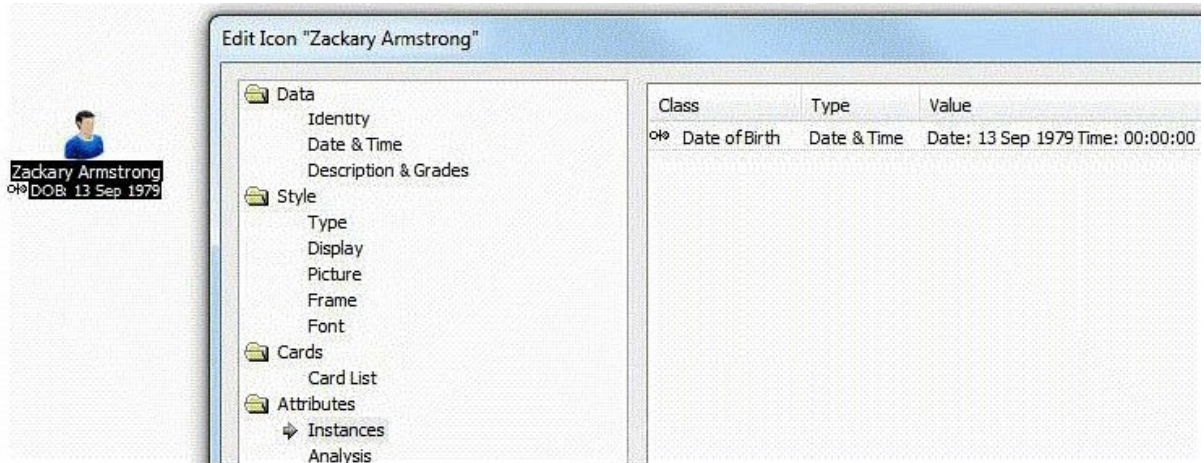 Edit Icon "Zackary Armstrong"
Zackary Armstrong
DOB: 13 Sep 1979
Data
Identity
Date & Time
Description & Grades
Style
Type
Display
Picture
Frame
Font
Cards
Card List
Attributes
Instances
Analysis
Class Type Value
Date of Birth Date & Time Date: 13 Sep 1979 Time: 00:00:00